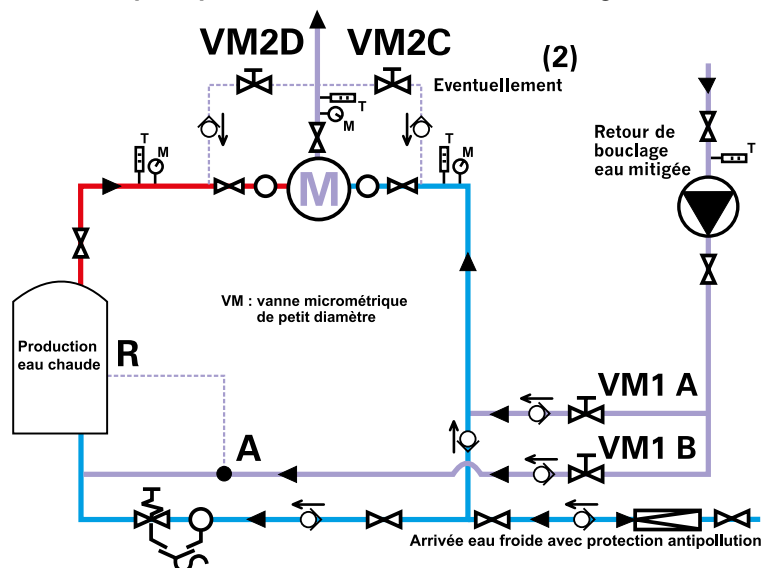 VM2D
VM2C
(2)
Eventuellement
T
M
T
M
T
M
M
Retour de
bouclage
eau mitigée
T
VM : vanne micrométrique
de petit diamètre
Production
eau chaude
R
A
VM1 A
VM1 B
Arrivée eau froide avec protection antipollution